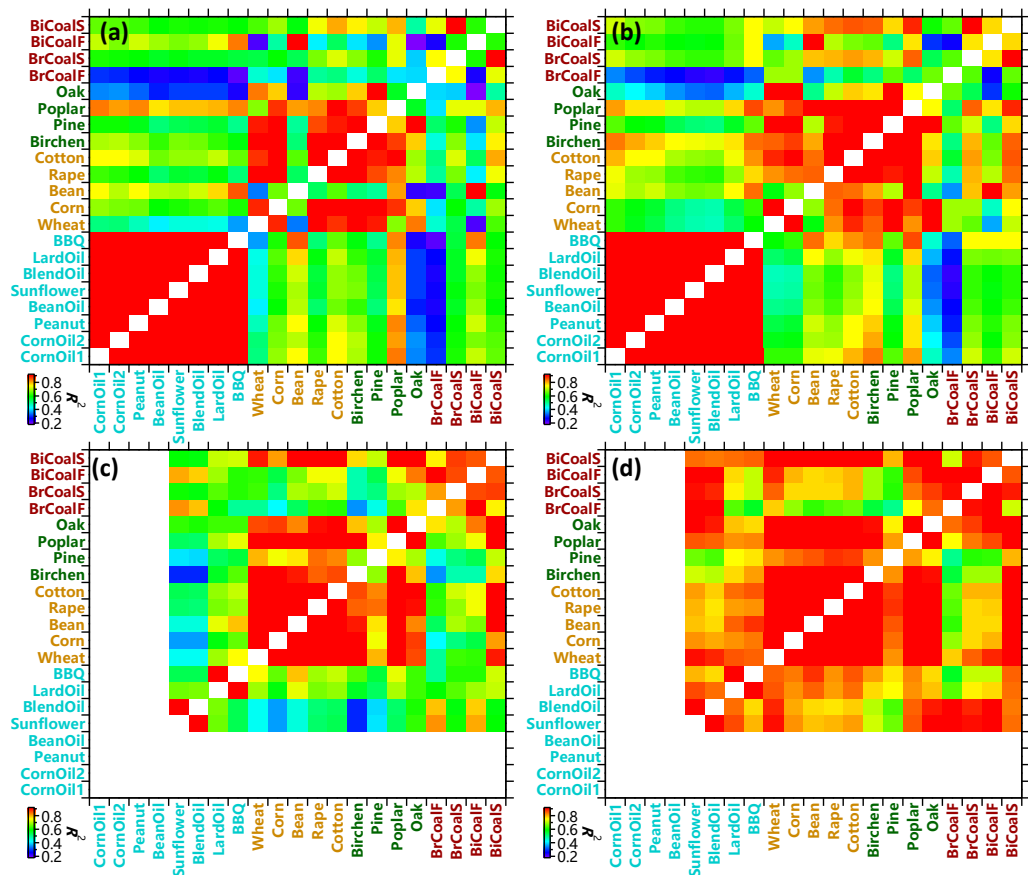 (a)
BiCoalS
BiCoalF
BrCoalS
BrCoalF
Oak
Poplar
Pine
Birchen
Cotton
Rape
Bean
Corn
Wheat
BBQ
LardOil
BlendOil
Sunflower
BeanOil
Peanut
CornOil2
CornOil1
0.8
0.6
0.4
0.2
R²
CornOil1
CornOil2
Peanut
BeanOil
Sunflower
BlendOil
LardOil
BBQ
Wheat
Corn
Bean
Rape
Cotton
Birchen
Pine
Poplar
Oak
BrCoalF
BrCoalS
BiCoalF
BiCoalS
(b)
BiCoalS
BiCoalF
BrCoalS
BrCoalF
Oak
Poplar
Pine
Birchen
Cotton
Rape
Bean
Corn
Wheat
BBQ
LardOil
BlendOil
Sunflower
BeanOil
Peanut
CornOil2
CornOil1
0.8
0.6
0.4
0.2
R²
CornOil1
CornOil2
Peanut
BeanOil
Sunflower
BlendOil
LardOil
BBQ
Wheat
Corn
Bean
Rape
Cotton
Birchen
Pine
Poplar
Oak
BrCoalF
BrCoalS
BiCoalF
BiCoalS
(c)
BiCoalS
BiCoalF
BrCoalS
BrCoalF
Oak
Poplar
Pine
Birchen
Cotton
Rape
Bean
Corn
Wheat
BBQ
LardOil
BlendOil
Sunflower
BeanOil
Peanut
CornOil2
CornOil1
0.8
0.6
0.4
0.2
R²
CornOil1
CornOil2
Peanut
BeanOil
Sunflower
BlendOil
LardOil
BBQ
Wheat
Corn
Bean
Rape
Cotton
Birchen
Pine
Poplar
Oak
BrCoalF
BrCoalS
BiCoalF
BiCoalS
(d)
BiCoalS
BiCoalF
BrCoalS
BrCoalF
Oak
Poplar
Pine
Birchen
Cotton
Rape
Bean
Corn
Wheat
BBQ
LardOil
BlendOil
Sunflower
BeanOil
Peanut
CornOil2
CornOil1
0.8
0.6
0.4
0.2
R²
CornOil1
CornOil2
Peanut
BeanOil
Sunflower
BlendOil
LardOil
BBQ
Wheat
Corn
Bean
Rape
Cotton
Birchen
Pine
Poplar
Oak
BrCoalF
BrCoalS
BiCoalF
BiCoalS